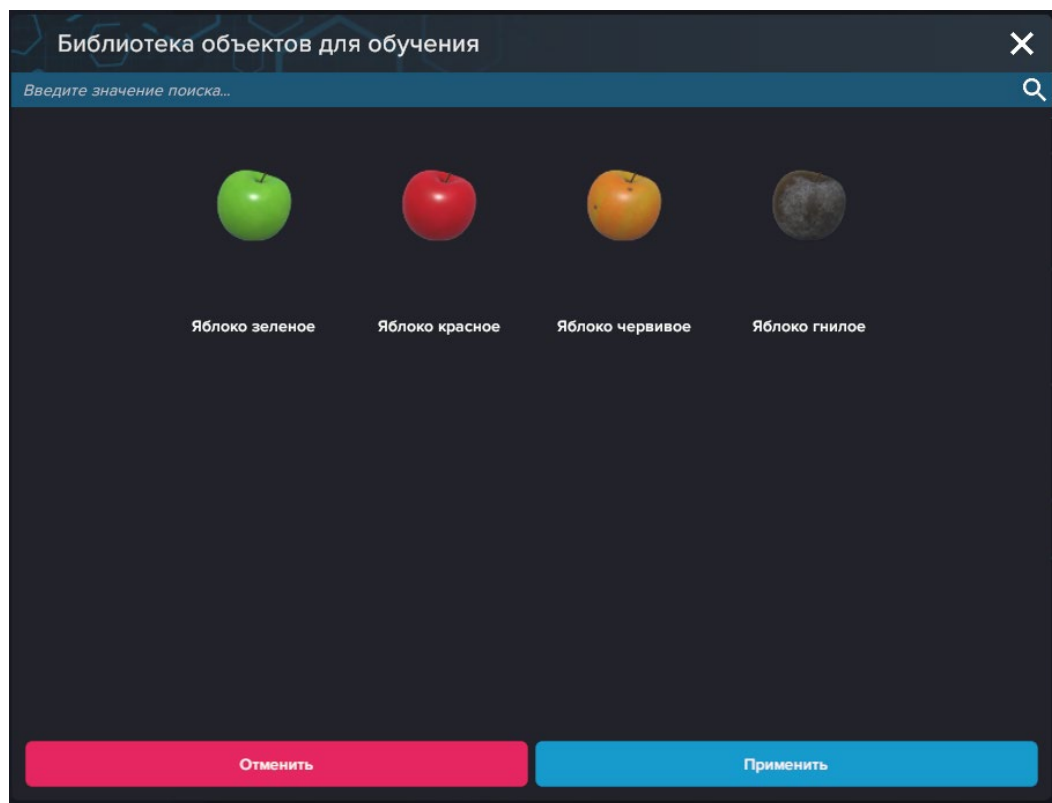 Библиотека объектов для обучения
Введите значение поиска...
Яблоко зеленое
Яблоко красное
Яблоко червивое
Яблоко гнилое
Отменить
Применить